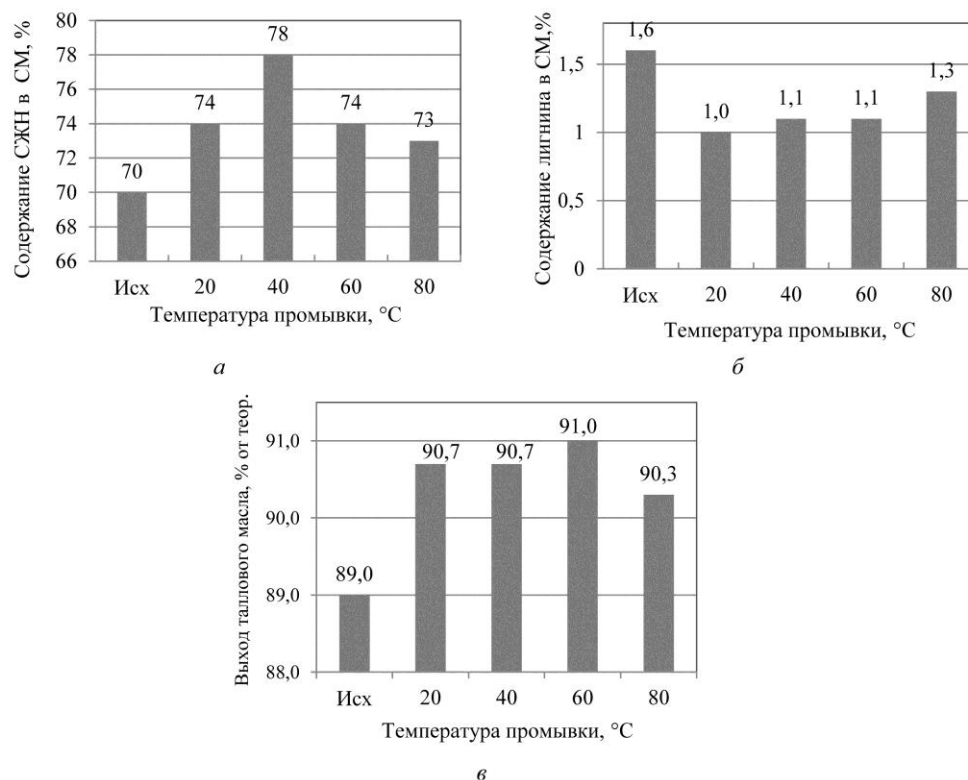 Содержание СЖН в СМ, %
80
78
76
74
72
70
68
66
70
74
78
74
73
Исх 20 40 60 80
Температура промывки, °С
а
Содержание лигнина в СМ,%
1,5
1
0,5
0
1,6
1,0
1,1
1,1
1,3
Исх 20 40 60 80
Температура промывки, °С
б
Выход таллового масла, % от теор.
91,0
90,0
89,0
88,0
89,0
90,7
90,7
91,0
90,3
Исх 20 40 60 80
Температура промывки, °С
в